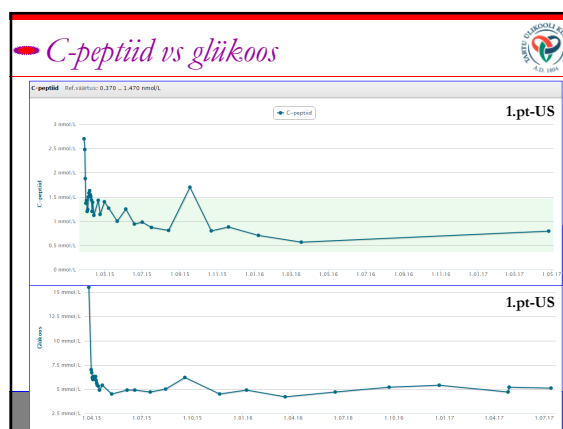 C-peptiid vs glükoos
TARTU ÜLIKOOLI
A.D. 1804
C-peptiid Ref.väärtus: 0.370 .. 1.470 nmol/L
1.pt-US
C-peptiid
3 nmol/L
2.5 nmol/L
2 nmol/L
1.5 nmol/L
1 nmol/L
0.5 nmol/L
0 nmol/L
C-peptiid
1.05.15 1.07.15 1.09.15 1.11.15 1.01.16 1.03.16 1.05.16 1.07.16 1.09.16 1.11.16 1.01.17 1.03.17 1.05.17
1.pt-US
15 mmol/L
12.5 mmol/L
10 mmol/L
7.5 mmol/L
5 mmol/L
2.5 mmol/L
Glükoos
1.04.15 1.07.15 1.10.15 1.01.16 1.04.16 1.07.16 1.10.16 1.01.17 1.04.17 1.07.17